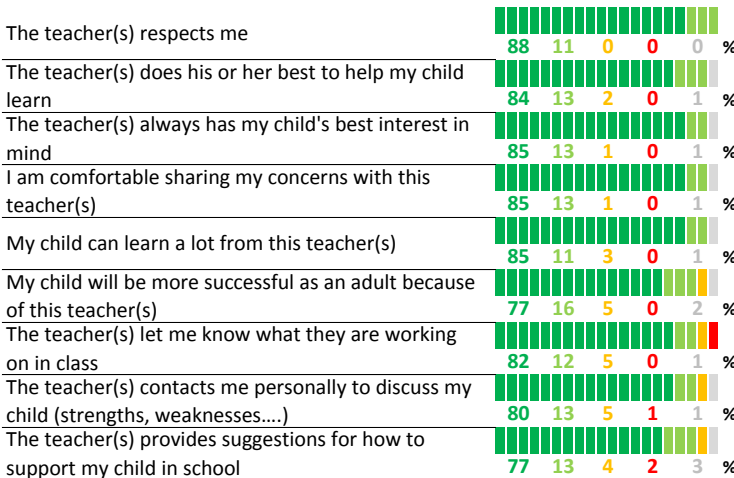 The teacher(s) respects me
88 11 0 0 0 %
The teacher(s) does his or her best to help my child
learn
84 13 2 0 1 %
The teacher(s) always has my child's best interest in
mind
85 13 1 0 1 %
I am comfortable sharing my concerns with this
teacher(s)
85 13 1 0 1 %
My child can learn a lot from this teacher(s)
85 11 3 0 1 %
My child will be more successful as an adult because
of this teacher(s)
77 16 5 0 2 %
The teacher(s) let me know what they are working
on in class
82 12 5 0 1 %
The teacher(s) contacts me personally to discuss my
child (strengths, weaknesses....)
80 13 5 1 1 %
The teacher(s) provides suggestions for how to
support my child in school
77 13 4 2 3 %